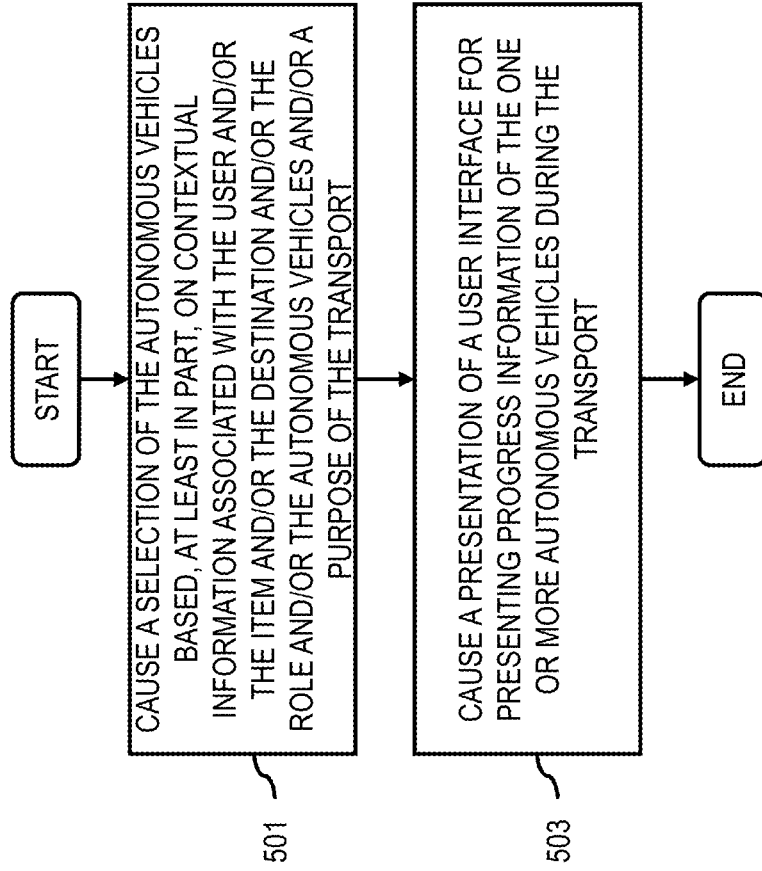 START
CAUSE A SELECTION OF THE AUTONOMOUS VEHICLES
BASED, AT LEAST IN PART, ON CONTEXTUAL
INFORMATION ASSOCIATED WITH THE USER AND/OR
THE ITEM AND/OR THE DESTINATION AND/OR THE
ROLE AND/OR THE AUTONOMOUS VEHICLES AND/OR A
PURPOSE OF THE TRANSPORT
501
CAUSE A PRESENTATION OF A USER INTERFACE FOR
PRESENTING PROGRESS INFORMATION OF THE ONE
OR MORE AUTONOMOUS VEHICLES DURING THE
TRANSPORT
503
END